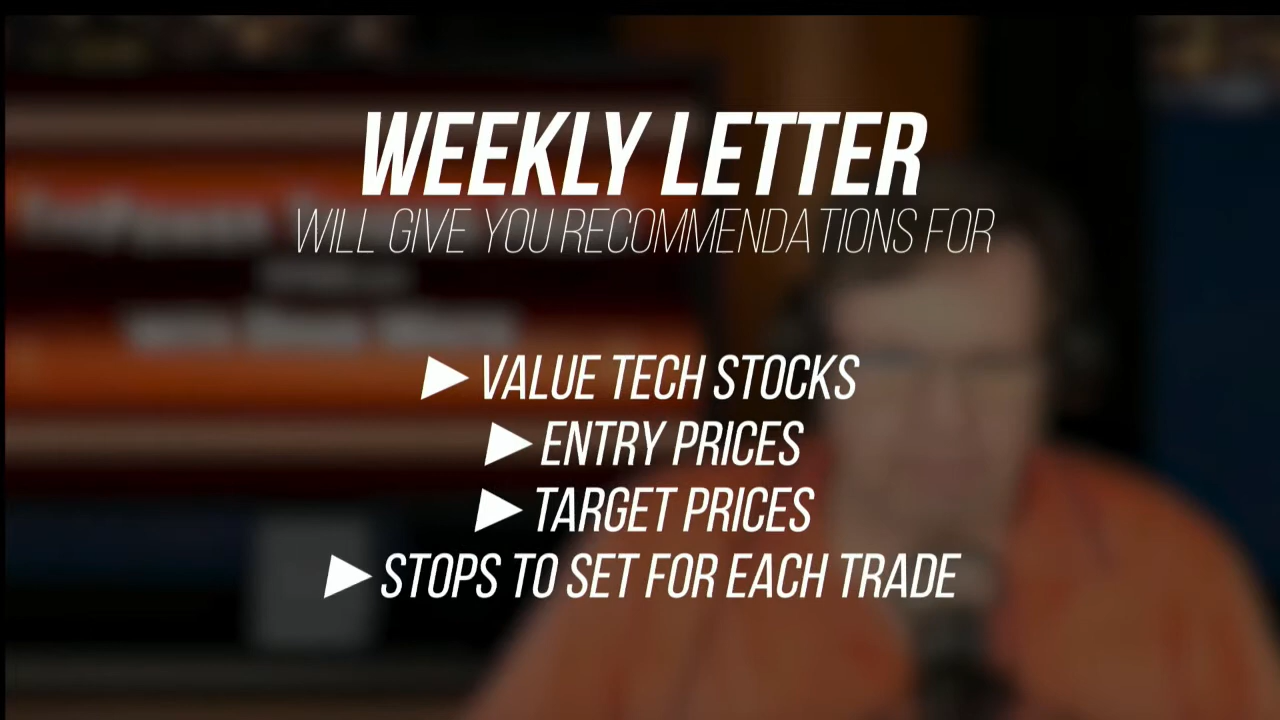 WEEKLY LETTER
WILL GIVE YOU RECOMMENDATIONS FOR
▶ VALUE TECH STOCKS
▶ ENTRY PRICES
▶ TARGET PRICES
▶ STOPS TO SET FOR EACH TRADE